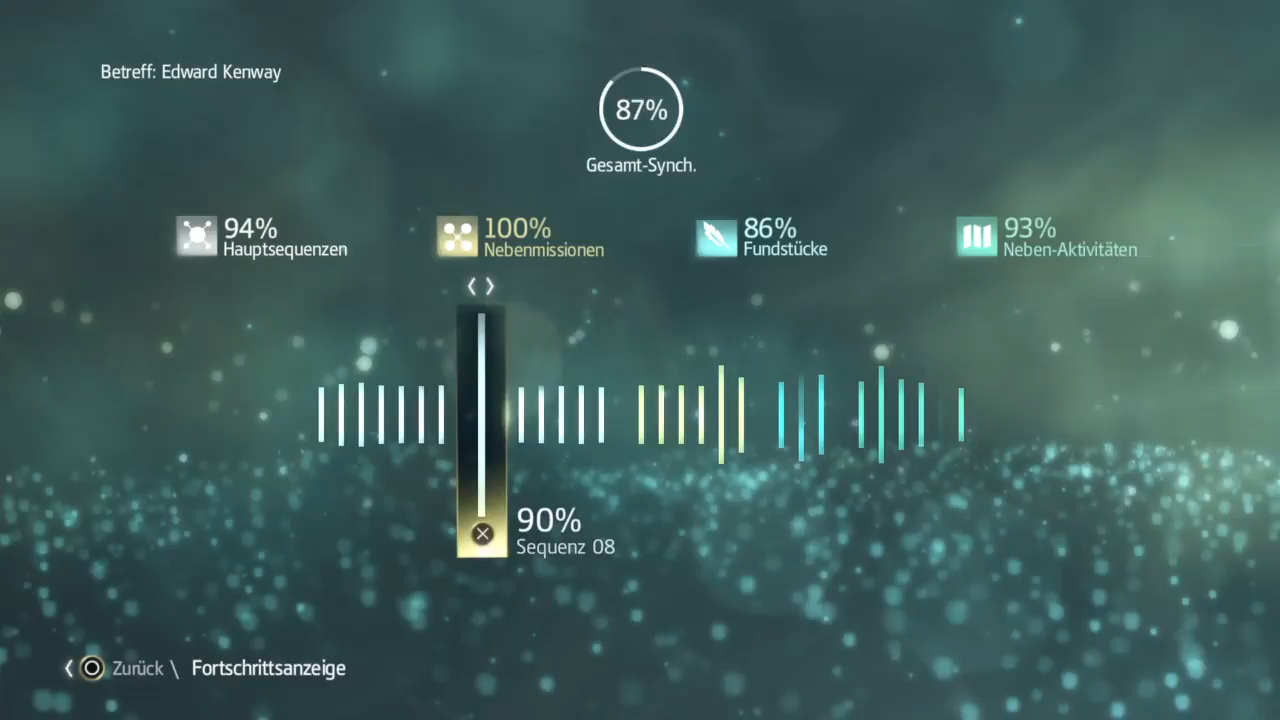 Betreff: Edward Kenway
87%
Gesamt-Synch.
94%
Hauptsequenzen
100%
Nebenmissionen
86%
Fundstücke
93%
Neben-Aktivitäten
90%
Sequenz 08
Zurück \ Fortschrittsanzeige